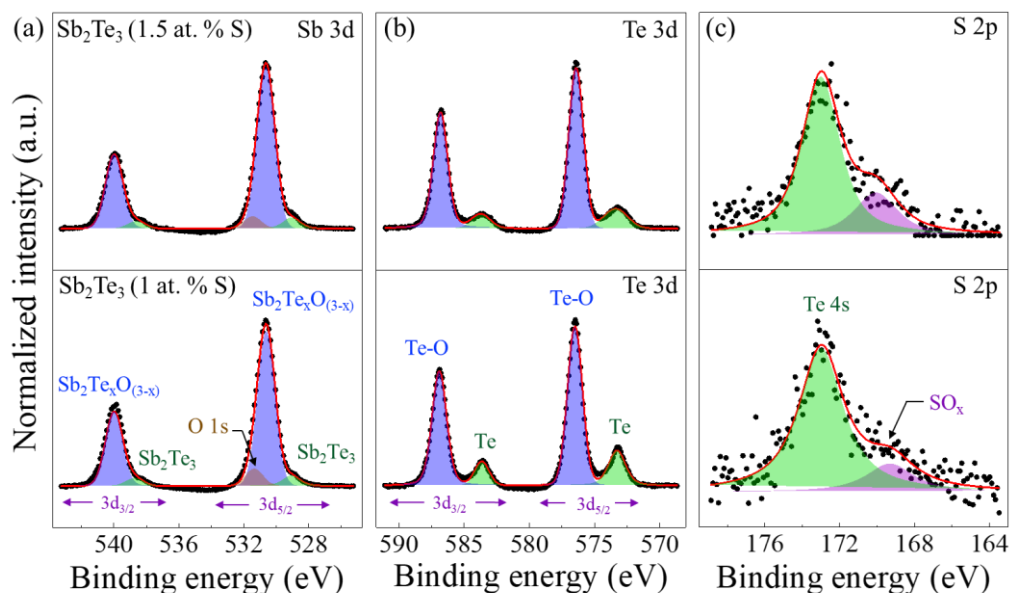 Normalized intensity (a.u.)
(a) Sb₂Te₃ (1.5 at. % S) Sb 3d
(b) Te 3d
(c) S 2p
Sb₂Te₃ (1 at. % S)
Sb₂TeₓO₍₃₋ₓ₎
Sb₂TeₓO₍₃₋ₓ₎
O 1s
Sb₂Te₃
Sb₂Te₃
3d₃/₂
3d₅/₂
540 536 532 528
Binding energy (eV)
Te 3d
Te-O
Te-O
Te
Te
3d₃/₂
3d₅/₂
590 585 580 575 570
Binding energy (eV)
S 2p
Te 4s
SOₓ
176 172 168 164
Binding energy (eV)